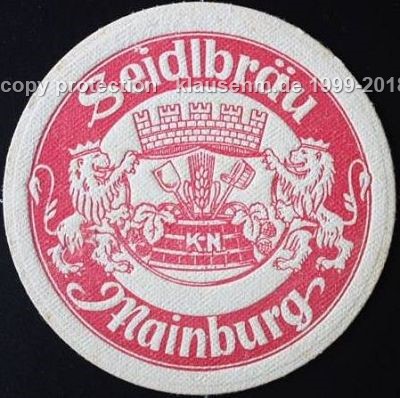 Seidlbräu
copy protection klausehm.de 1999-2018
K-N
Mainburg